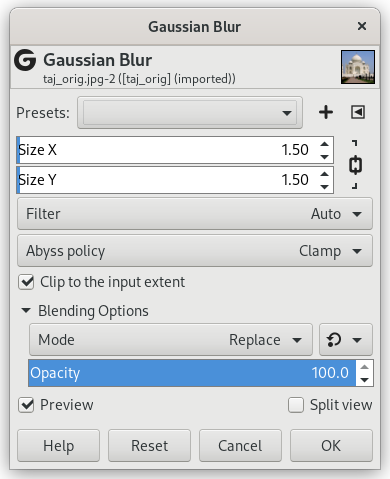 Gaussian Blur ×
Gaussian Blur
taj_orig.jpg-2 ([taj_orig] (imported))
Presets:
Size X 1.50
Size Y 1.50
Filter Auto
Abyss policy Clamp
Clip to the input extent
Blending Options
Mode Replace
Opacity 100.0
Preview Split view
Help Reset Cancel OK